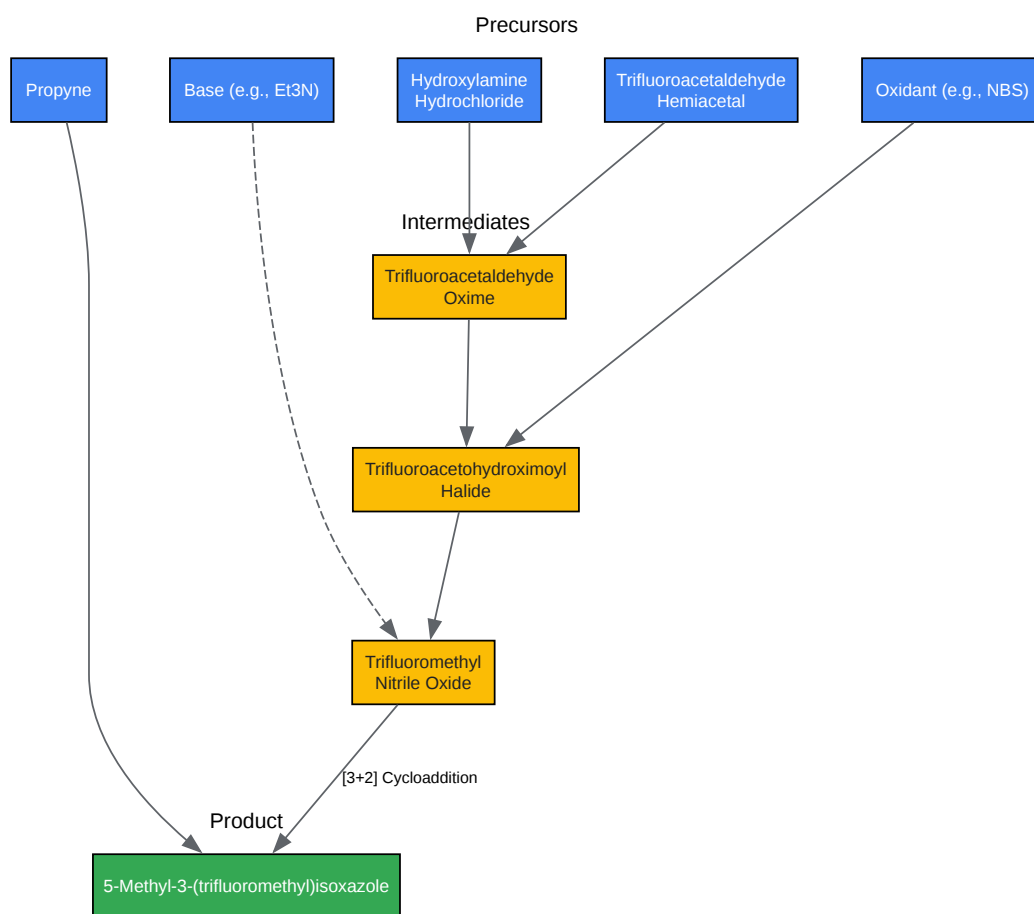 Precursors
Propyne
Base (e.g., Et3N)
Hydroxylamine
Hydrochloride
Trifluoroacetaldehyde
Hemiacetal
Oxidant (e.g., NBS)
Intermediates
Trifluoroacetaldehyde
Oxime
Trifluoroacetohydroximoyl
Halide
Trifluoromethyl
Nitrile Oxide
[3+2] Cycloaddition
Product
5-Methyl-3-(trifluoromethyl)isoxazole